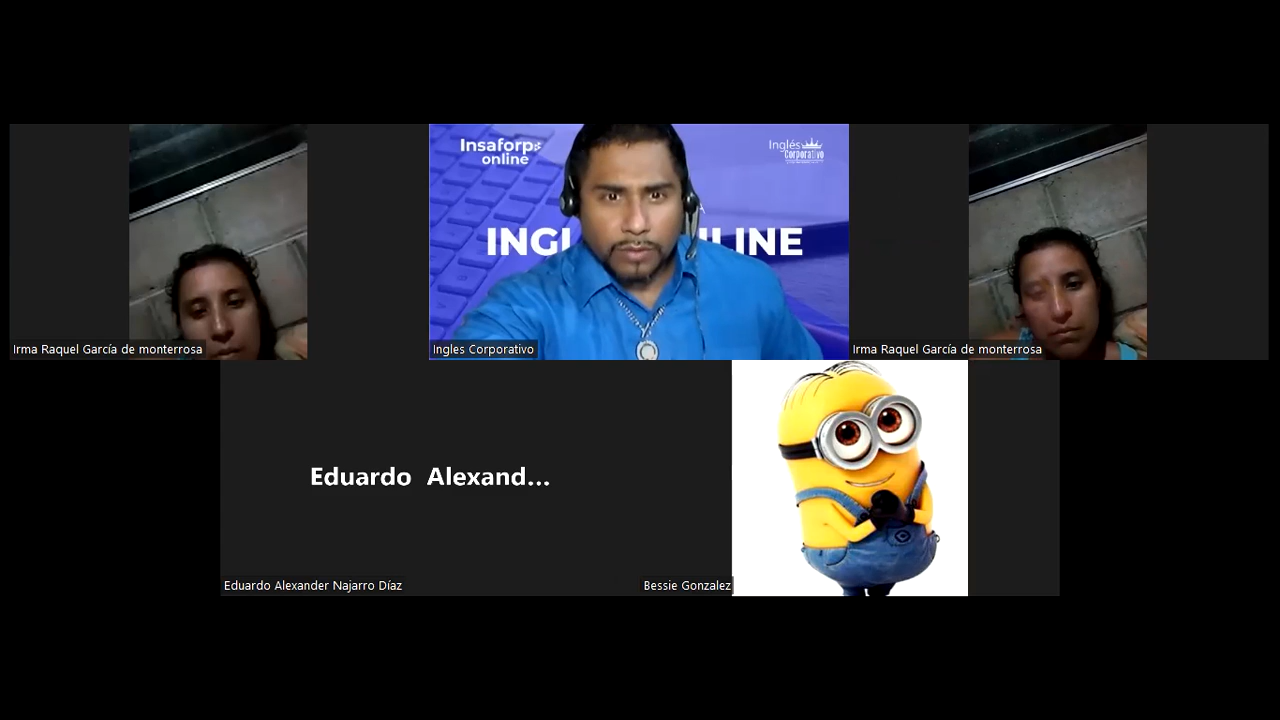 Insaforp
online
Inglés
Corporativo
INGL
LINE
Irma Raquel García de monterrosa
Ingles Corporativo
Irma Raquel García de monterrosa
Eduardo Alexand...
Eduardo Alexander Najarro Díaz
Bessie Gonzalez